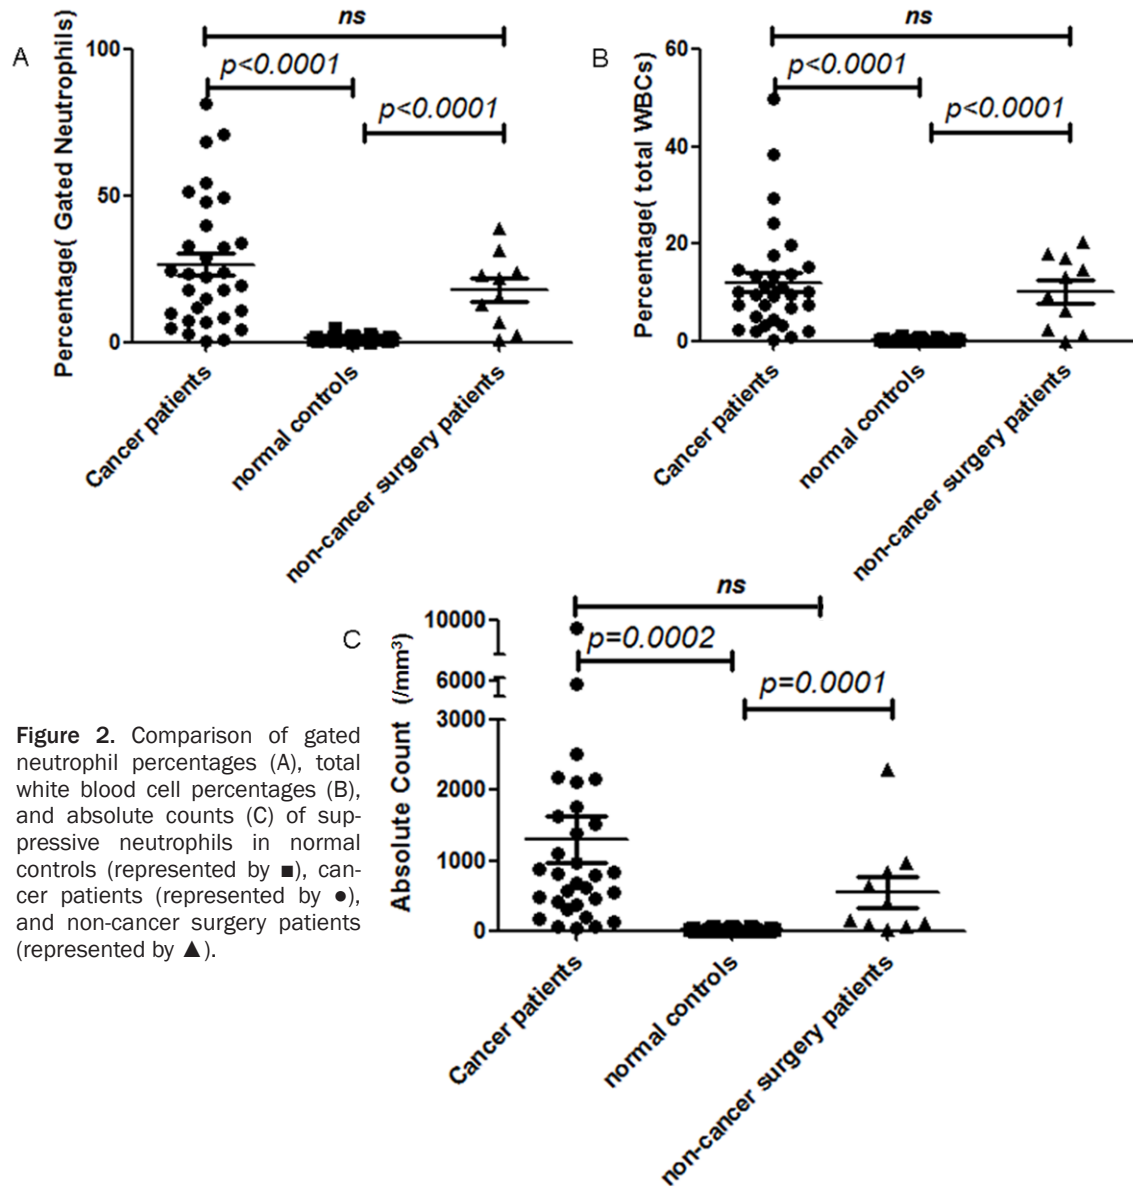 A
Percentage( Gated Neutrophils)
100
50
0
ns
p<0.0001
p<0.0001
Cancer patients
normal controls
non-cancer surgery patients
B
Percentage( total WBCs)
60
40
20
0
ns
p<0.0001
p<0.0001
Cancer patients
normal controls
non-cancer surgery patients
C
Absolute Count (/mm³)
10000
6000
3000
2000
1000
0
ns
p=0.0002
p=0.0001
Cancer patients
normal controls
non-cancer surgery patients
Figure 2. Comparison of gated
neutrophil percentages (A), total
white blood cell percentages (B),
and absolute counts (C) of sup-
pressive neutrophils in normal
controls (represented by ■), can-
cer patients (represented by ●),
and non-cancer surgery patients
(represented by ▲).